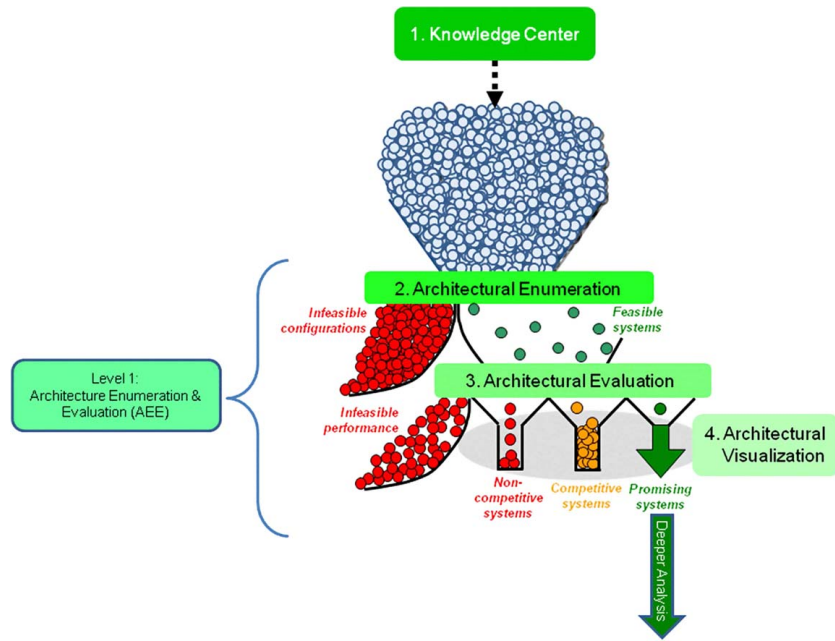 1. Knowledge Center
2. Architectural Enumeration
Infeasible
configurations
Feasible
systems
Level 1:
Architecture Enumeration &
Evaluation (AEE)
3. Architectural Evaluation
Infeasible
performance
4. Architectural
Visualization
Non-
competitive
systems
Competitive
systems
Promising
systems
Deeper Analysis